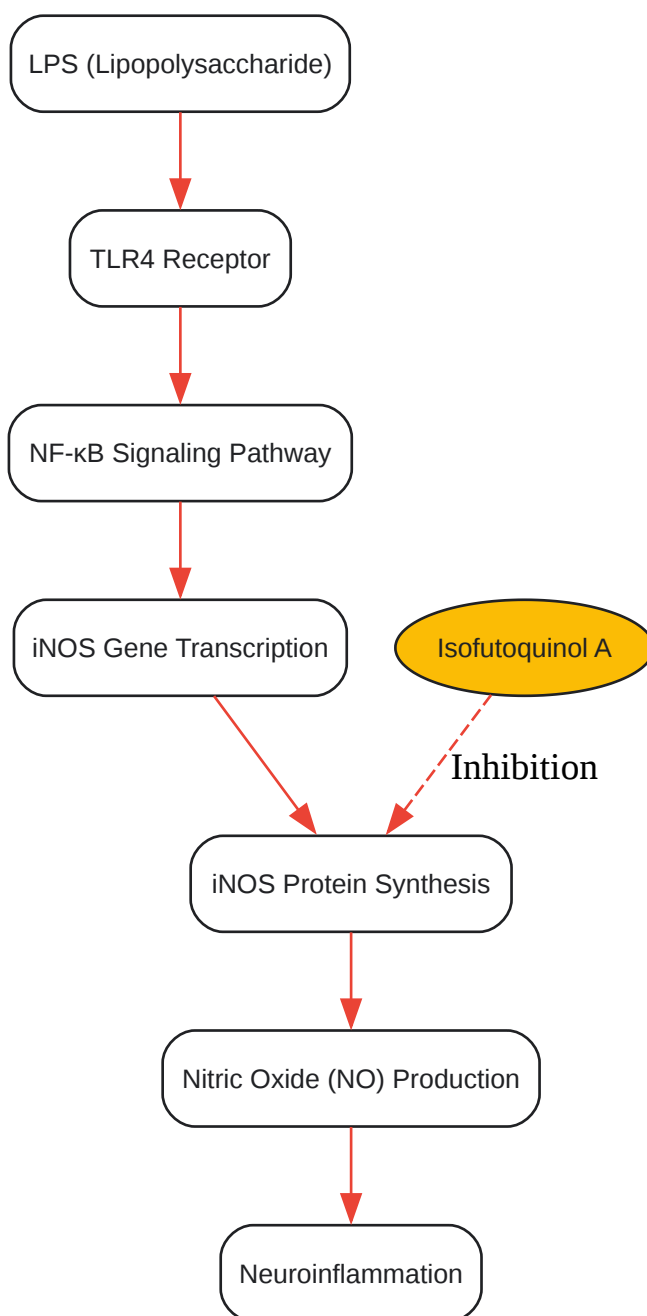 LPS (Lipopolysaccharide)
TLR4 Receptor
NF-κB Signaling Pathway
iNOS Gene Transcription
Isofutoquinol A
Inhibition
iNOS Protein Synthesis
Nitric Oxide (NO) Production
Neuroinflammation